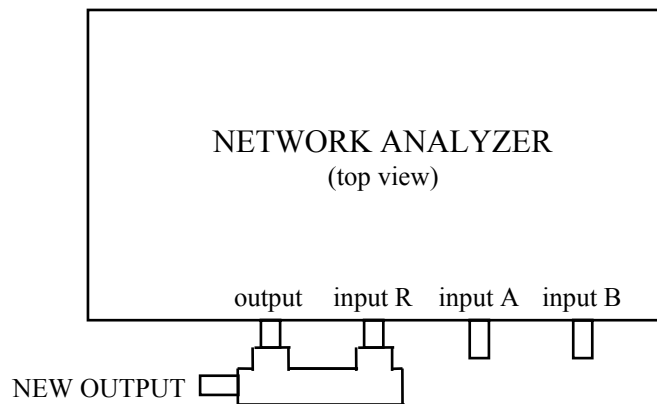 NETWORK ANALYZER
(top view)
output input R input A input B
NEW OUTPUT